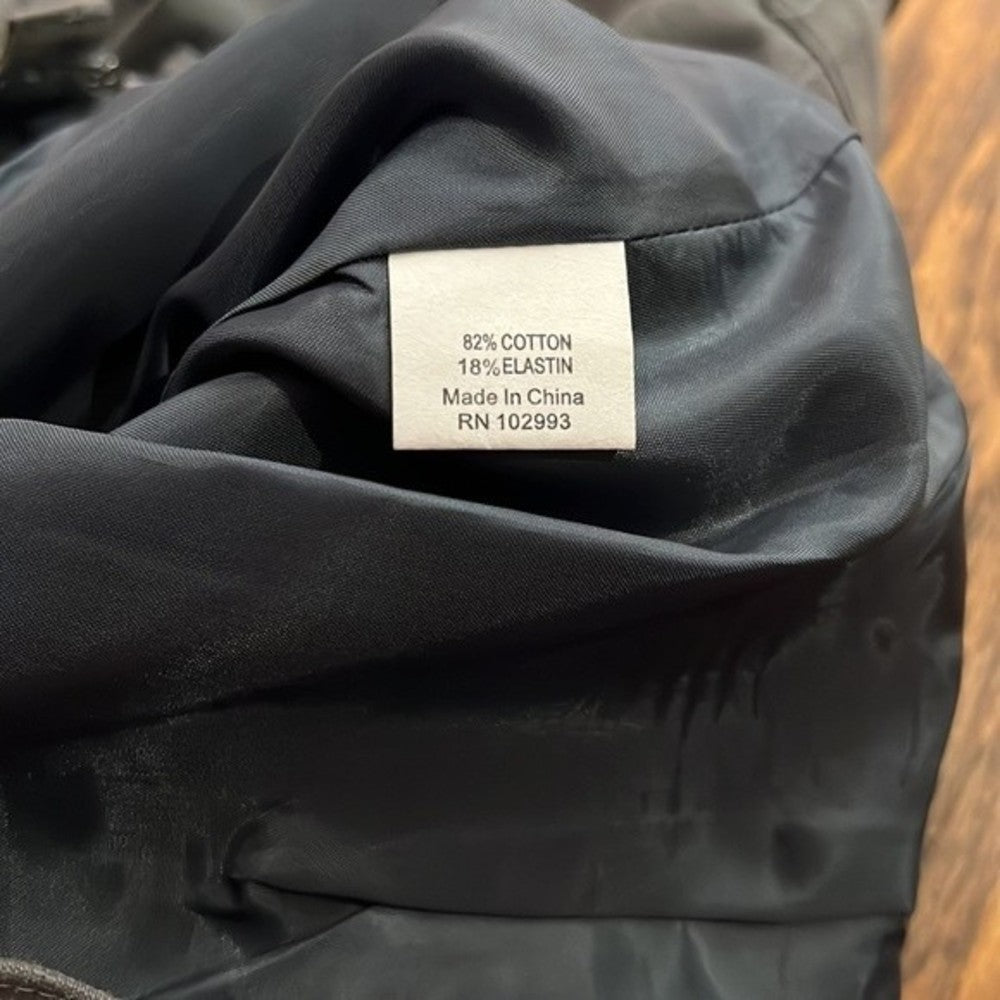 82% COTTON
18% ELASTIN
Made In China
RN 102993